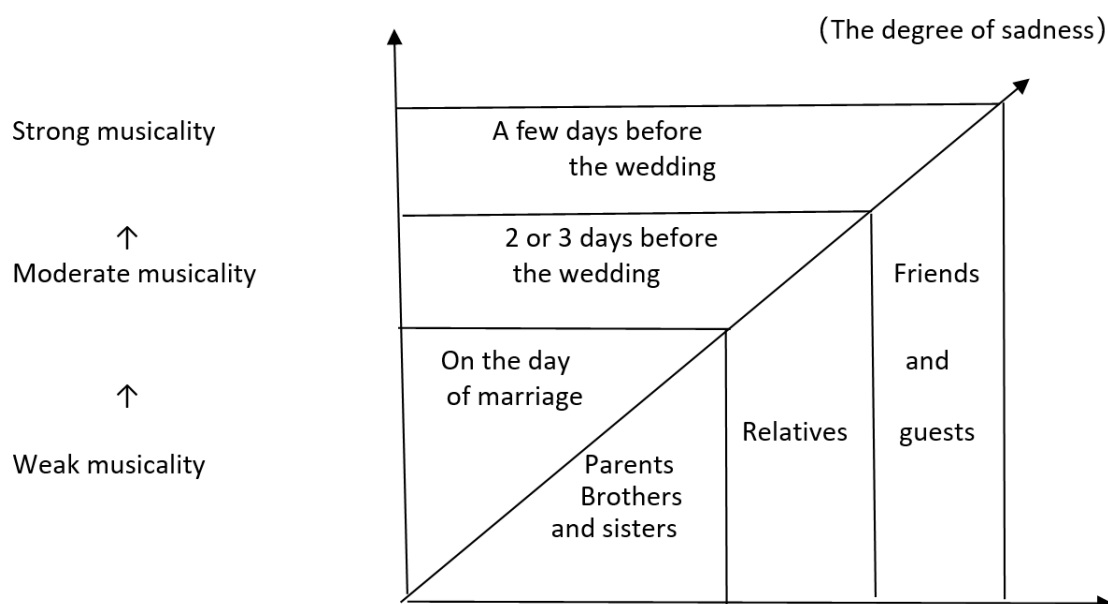 (The degree of sadness)
Strong musicality
A few days before
the wedding
↑
2 or 3 days before
the wedding
Moderate musicality
Friends
On the day
of marriage
and
↑
Relatives
guests
Weak musicality
Parents
Brothers
and sisters